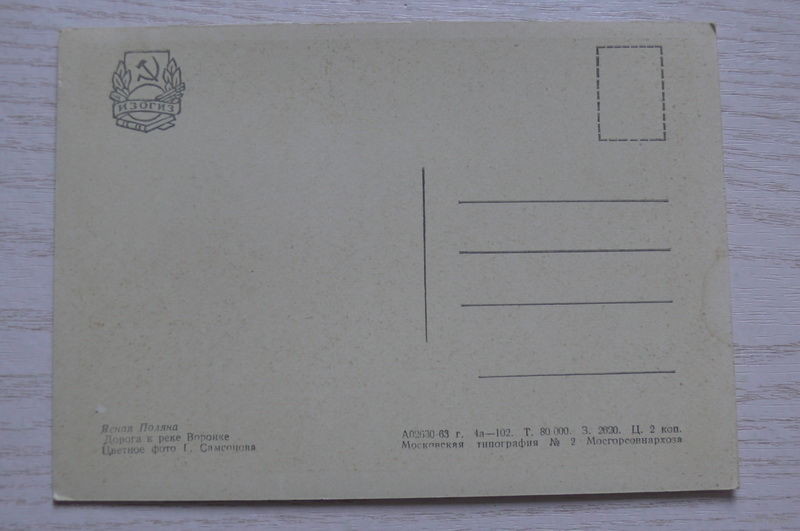 ИЗОГИЗ
Ясная Поляна
Дорога к реке Воронке
Цветное фото Г. Самсонова
А02630-63 г. 4а—102. Т. 80 000. З. 2690. Ц. 2 коп.
Московская типография № 2 Мосгорсовнархоза